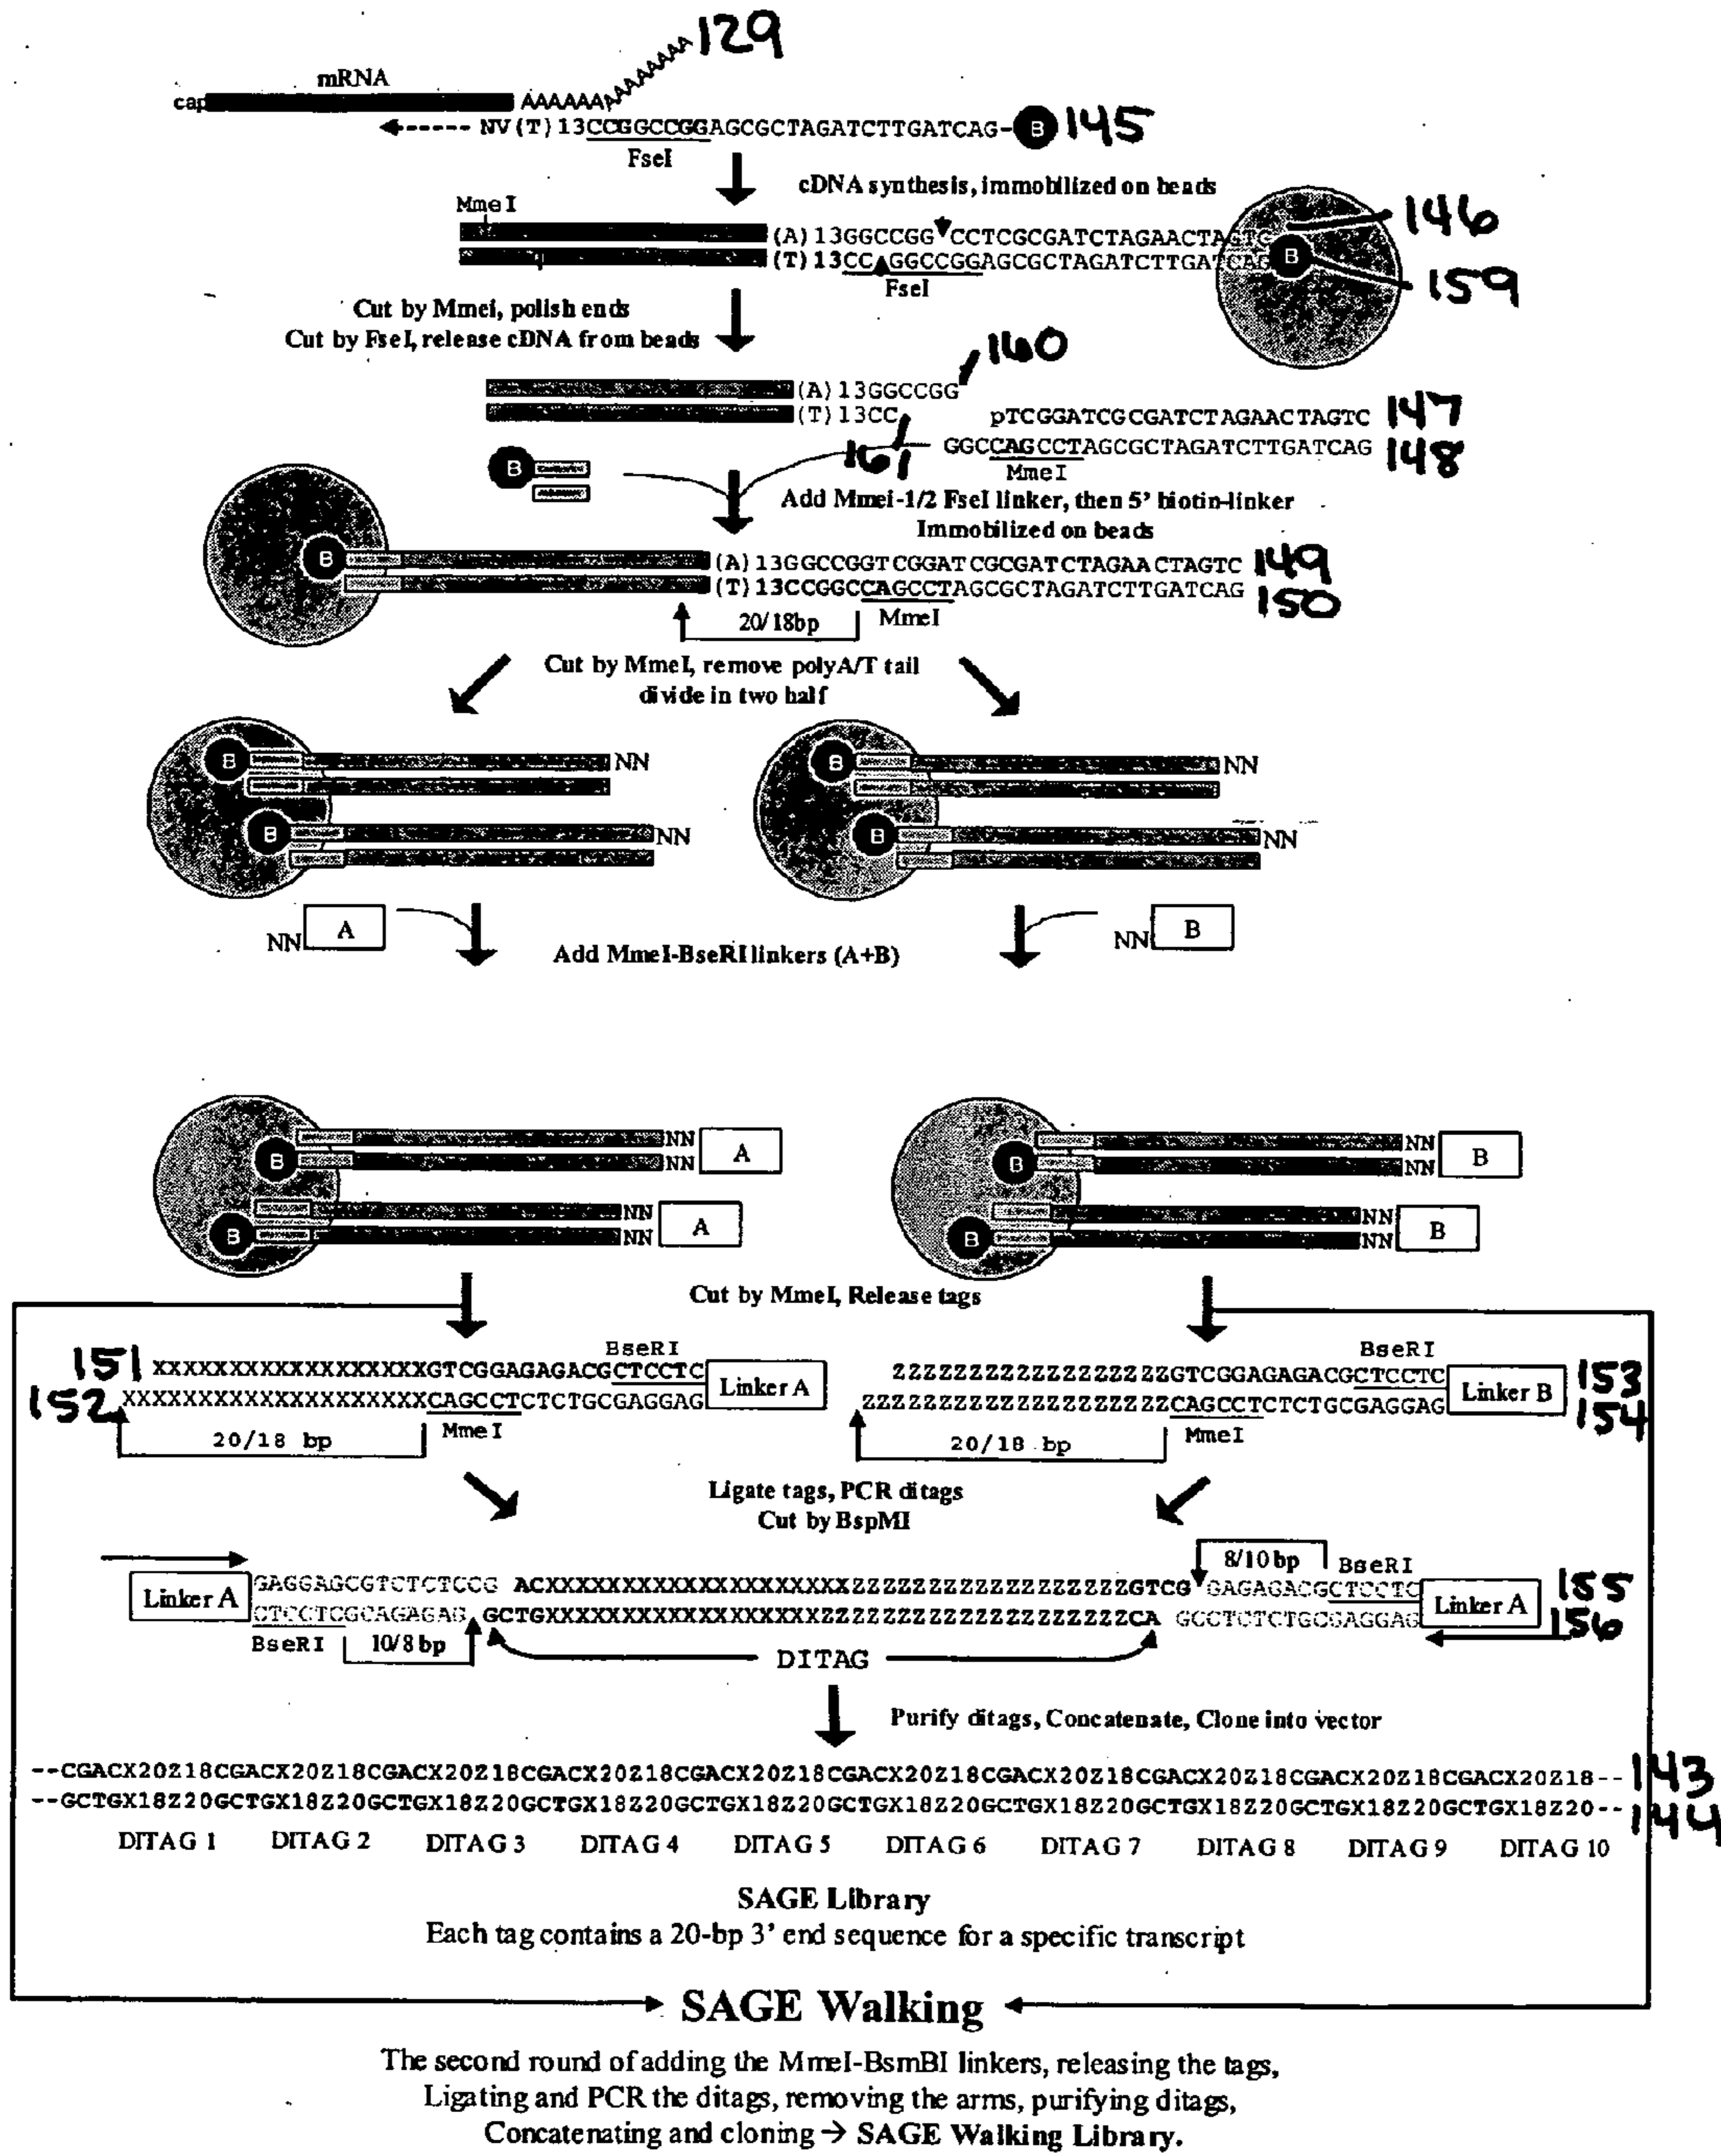 129
mRNA
cap AAAAAAAAAAAAAAA
NV (T) 13CCGGCCGGAGCGCTAGATCTTGATCAG-B 145
FseI
cDNA synthesis, immobilized on beads
MmeI
146
(A) 13GGCCGG CCTCGCGATCTAGAACTAGTC
(T) 13CC GGCCGGAGCGCTAGATCTTGATCAG B
FseI
159
Cut by MmeI, polish ends
Cut by FseI, release cDNA from beads
160
(A) 13GGCCGG
(T) 13CC
pTCGGATCGCGATCTAGAACTAGTC 147
161
GGCCAGCCTAGCGCTAGATCTTGATCAG 148
B
MmeI
Add MmeI-1/2 FseI linker, then 5' biotin-linker
Immobilized on beads
B
(A) 13GGCCGGTCGGATCGCGATCTAGAACTAGTC 149
(T) 13CCGGCCAGCCTAGCGCTAGATCTTGATCAG 150
20/18bp MmeI
Cut by MmeI, remove polyA/T tail
divide in two half
B NN B NN
B NN B NN
NN A NN B
Add MmeI-BseRI linkers (A+B)
NN NN
B NN A B NN B
NN NN
B NN A B NN B
Cut by MmeI, Release tags
BseRI BseRI
151 XXXXXXXXXXXXXXXXXXGTCGGAGAGACGCTCCTC Linker A ZZZZZZZZZZZZZZZZZZGTCGGAGAGACGCTCCTC Linker B 153
152 XXXXXXXXXXXXXXXXXXXXCAGCCTCTCTGCGAGGAG ZZZZZZZZZZZZZZZZZZZZCAGCCTCTCTGCGAGGAG 154
20/18 bp MmeI 20/18 bp MmeI
Ligate tags, PCR ditags
Cut by BspMI
8/10bp BseRI
Linker A GAGGAGCGTCTCTCCG ACXXXXXXXXXXXXXXXXXXXXZZZZZZZZZZZZZZZZZZGTCG GAGAGACGCTCCTC Linker A 155
CTCCTCGCAGAGAG GCTGXXXXXXXXXXXXXXXXXXZZZZZZZZZZZZZZZZZZZZCA GCCTCTCTGCGAGGAG 156
BseRI 10/8bp
DITAG
Purify ditags, Concatenate, Clone into vector
--CGACX20Z18CGACX20Z18CGACX20Z18CGACX20Z18CGACX20Z18CGACX20Z18CGACX20Z18CGACX20Z18CGACX20Z18CGACX20Z18-- 143
--GCTGX18Z20GCTGX18Z20GCTGX18Z20GCTGX18Z20GCTGX18Z20GCTGX18Z20GCTGX18Z20GCTGX18Z20GCTGX18Z20GCTGX18Z20-- 144
DITAG 1 DITAG 2 DITAG 3 DITAG 4 DITAG 5 DITAG 6 DITAG 7 DITAG 8 DITAG 9 DITAG 10
SAGE Library
Each tag contains a 20-bp 3' end sequence for a specific transcript
SAGE Walking
The second round of adding the MmeI-BsmBI linkers, releasing the tags,
Ligating and PCR the ditags, removing the arms, purifying ditags,
Concatenating and cloning → SAGE Walking Library.